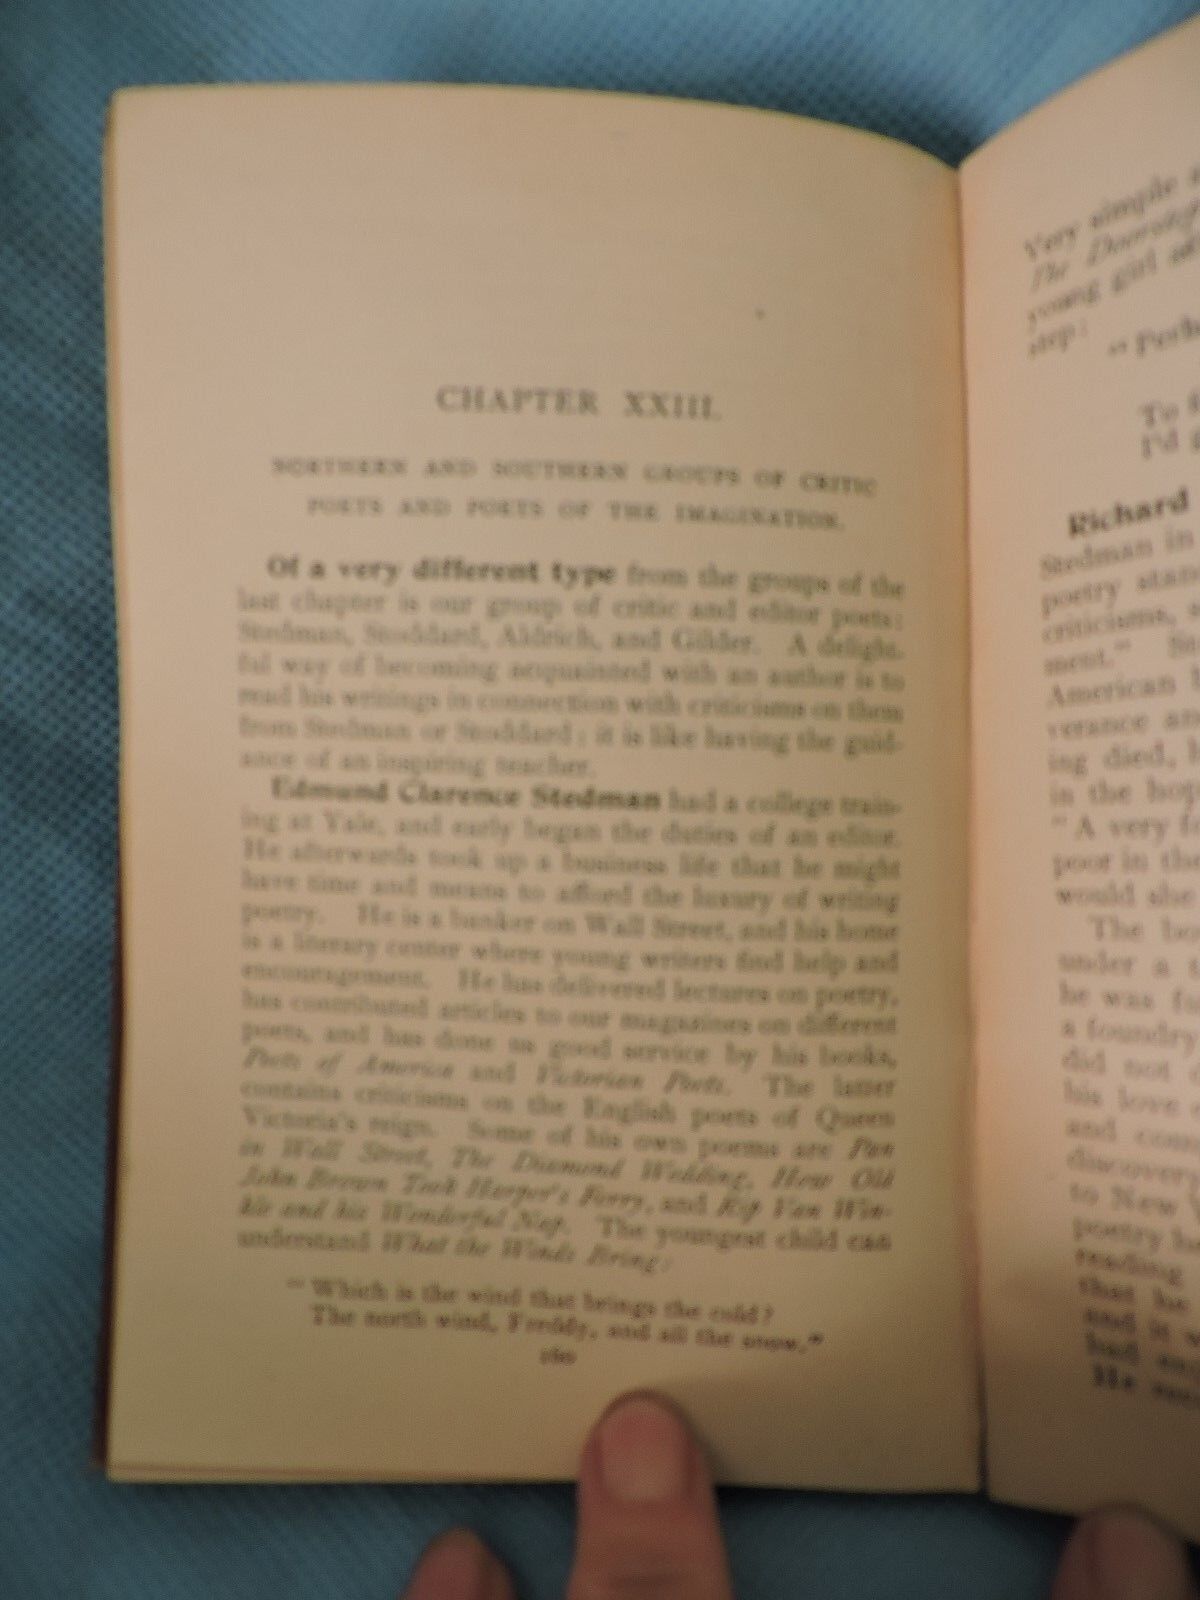 CHAPTER XXIII.
NORTHERN AND SOUTHERN GROUPS OF CRITIC
POETS AND POETS OF THE IMAGINATION.
Of a very different type from the groups of the
last chapter is our group of critic and editor poets:
Stedman, Stoddard, Aldrich, and Gilder. A delight-
ful way of becoming acquainted with an author is to
read his writings in connection with criticisms on them
from Stedman or Stoddard; it is like having the guid-
ance of an inspiring teacher.
Edmund Clarence Stedman had a college train-
ing at Yale, and early began the duties of an editor.
He afterwards took up a business life that he might
have time and means to afford the luxury of writing
poetry. He is a banker on Wall Street, and his home
is a literary center where young writers find help and
encouragement. He has delivered lectures on poetry,
has contributed articles to our magazines on different
poets, and has done us good service by his books,
Poets of America and Victorian Poets. The latter
contains criticisms on the English poets of Queen
Victoria's reign. Some of his own poems are Pan
in Wall Street, The Diamond Wedding, How Old
John Brown Took Harper's Ferry, and Rip Van Win-
kle and his Wonderful Nap. The youngest child can
understand What the Winds Bring:
"Which is the wind that brings the cold?
The north wind, Freddy, and all the snow."
160
Very simple
The Doorstep
young girl
step:
"Perh
To
I'd
Richard
Stedman in
poetry stan
criticisms,
ment."
American
verance an
ing died,
in the hop
"A very f
poor in the
would she
The bo
under a
he was fo
a foundry
did not
his love
and com
discovery
to New
poetry he
reading
that he
and it w
had
He